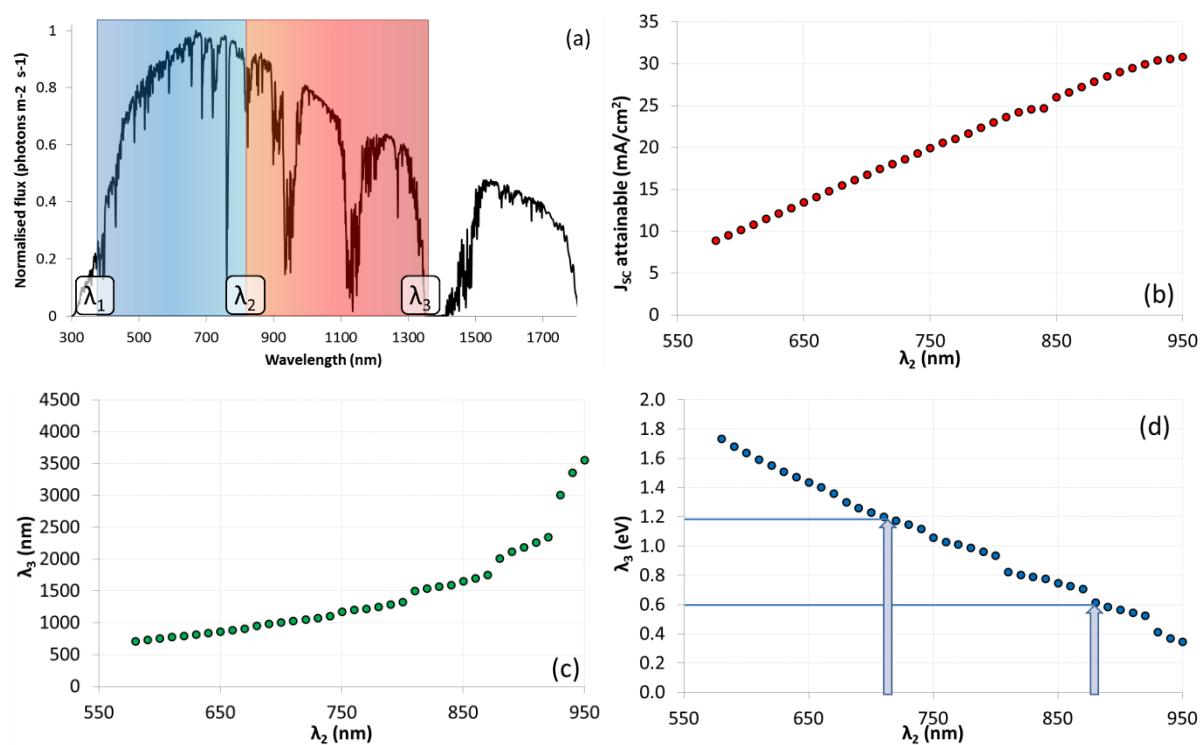 (a)
Normalised flux (photons m-2 s-1)
1
0.8
0.6
0.4
0.2
0
λ1
λ2
λ3
300 500 700 900 1100 1300 1500 1700
Wavelength (nm)
(b)
JSC attainable (mA/cm²)
35
30
25
20
15
10
5
0
550 650 750 850 950
λ2 (nm)
(c)
λ3 (nm)
4500
4000
3500
3000
2500
2000
1500
1000
500
0
550 650 750 850 950
λ2 (nm)
(d)
λ3 (eV)
2.0
1.8
1.6
1.4
1.2
1.0
0.8
0.6
0.4
0.2
0.0
550 650 750 850 950
λ2 (nm)